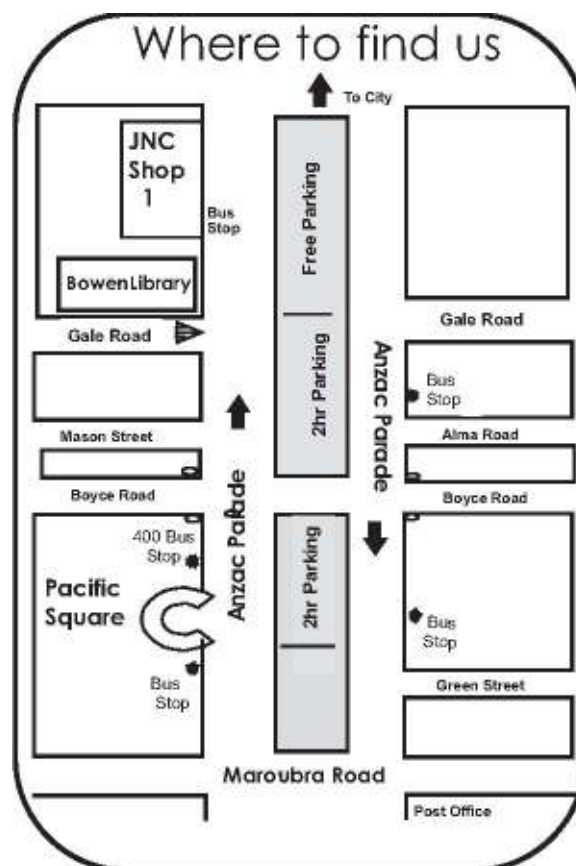 Where to find us
To City
JNC
Shop
1
Bus
Stop
Free Parking
BowenLibrary
Gale Road
Gale Road
2hr Parking
Anzac Parade
Bus
Stop
Mason Street
Alma Road
Boyce Road
Boyce Road
400 Bus
Stop
Anzac Parade
2hr Parking
Pacific
Square
Bus
Stop
Bus
Stop
Green Street
Maroubra Road
Post Office